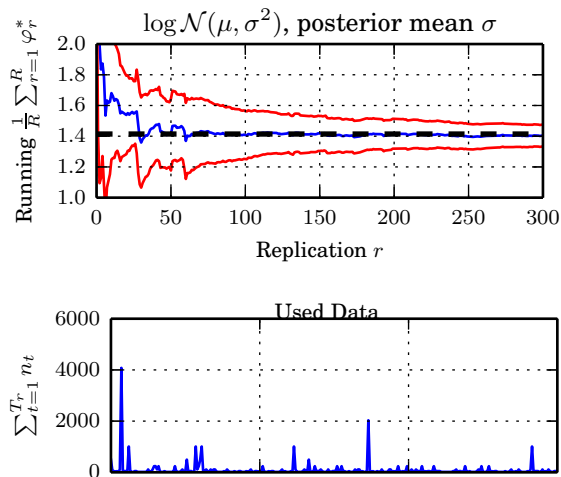 log N(μ, σ²), posterior mean σ
Running 1/R ∑_{r=1}^{R} φ_r^*
2.0
1.8
1.6
1.4
1.2
1.0
0 50 100 150 200 250 300
Replication r
Used Data
∑_{t=1}^{T_r} n_t
6000
4000
2000
0